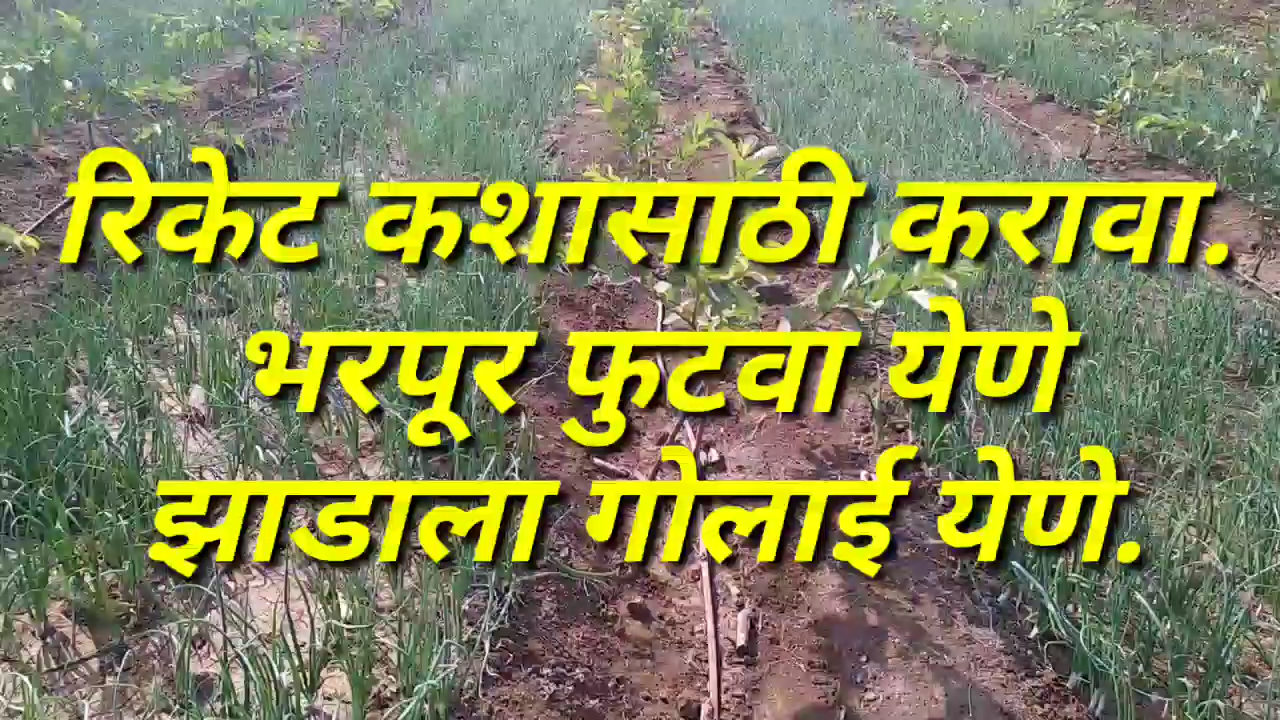 रिकेट कशासाठी करावा.
भरपूर फुटवा येणे
झाडाला गोलाई येणे.